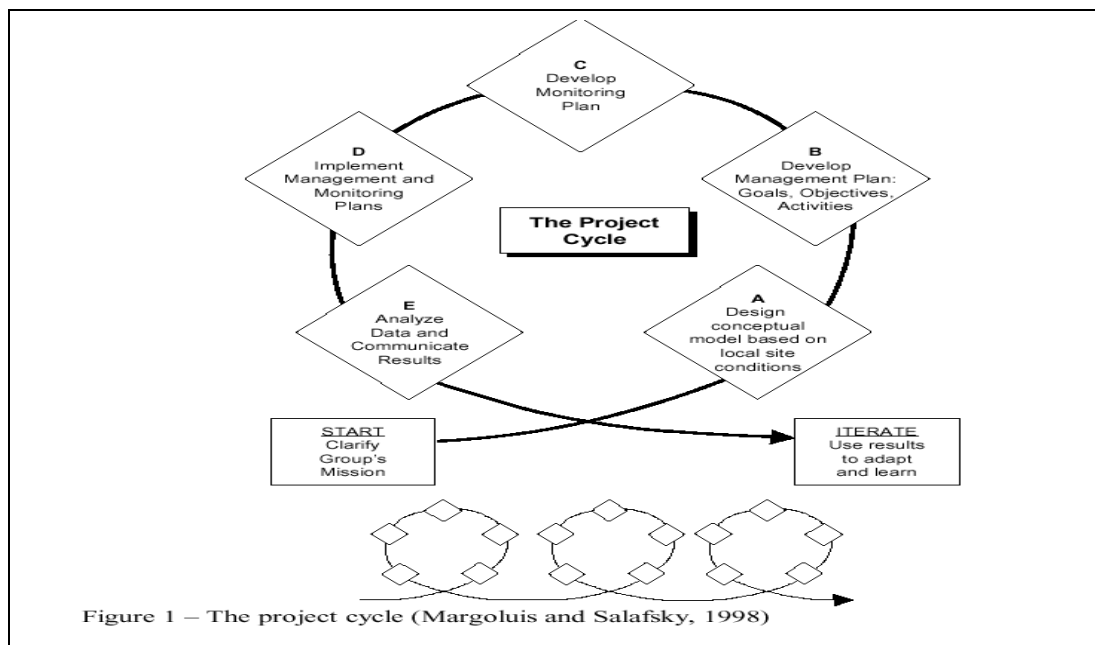 C
Develop
Monitoring
Plan
D
Implement
Management and
Monitoring
Plans
B
Develop
Management Plan:
Goals, Objectives,
Activities
The Project
Cycle
E
Analyze
Data and
Communicate
Results
A
Design
conceptual
model based on
local site
conditions
START
Clarify
Group's
Mission
ITERATE
Use results
to adapt
and learn
Figure 1 – The project cycle (Margoluis and Salafsky, 1998)